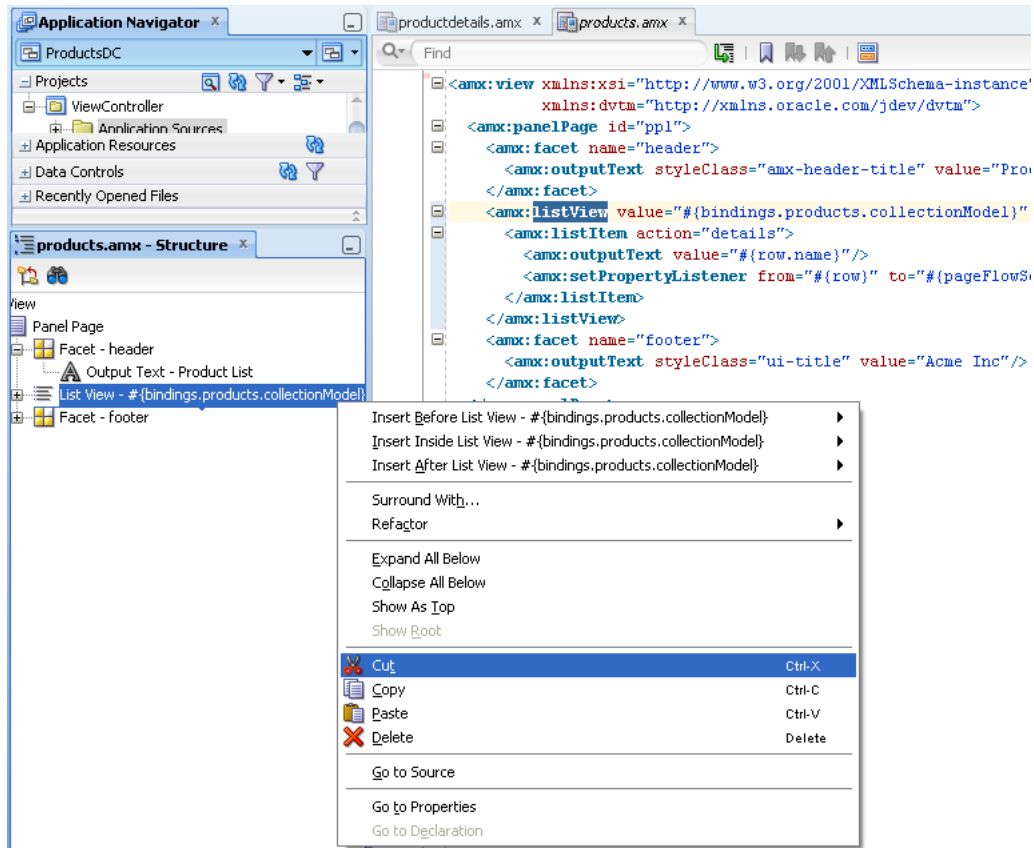 Application Navigator x
ProductsDC
Projects
ViewController
Application Sources
Application Resources
Data Controls
Recently Opened Files
products.amx - Structure x
Panel Page
Facet - header
Output Text - Product List
List View - #{bindings.products.collectionModel}
Facet - footer
productdetails.amx x products.amx x
Find
<amx:view xmlns:xsi="http://www.w3.org/2001/XMLSchema-instance"
xmlns:dvtm="http://xmlns.oracle.com/jdev/dvtm">
<amx:panelPage id="pp1">
<amx:facet name="header">
<amx:outputText styleClass="amx-header-title" value="Pro
</amx:facet>
<amx:listView value="#{bindings.products.collectionModel}"
<amx:listItem action="details">
<amx:outputText value="#{row.name}"/>
<amx:setPropertyListener from="#{row}" to="#{pageFlowS
</amx:listItem>
</amx:listView>
<amx:facet name="footer">
<amx:outputText styleClass="ui-title" value="Acme Inc"/>
</amx:facet>
Insert Before List View - #{bindings.products.collectionModel}
Insert Inside List View - #{bindings.products.collectionModel}
Insert After List View - #{bindings.products.collectionModel}
Surround With...
Refactor
Expand All Below
Collapse All Below
Show As Top
Show Root
Cut Ctrl-X
Copy Ctrl-C
Paste Ctrl-V
Delete Delete
Go to Source
Go to Properties
Go to Declaration